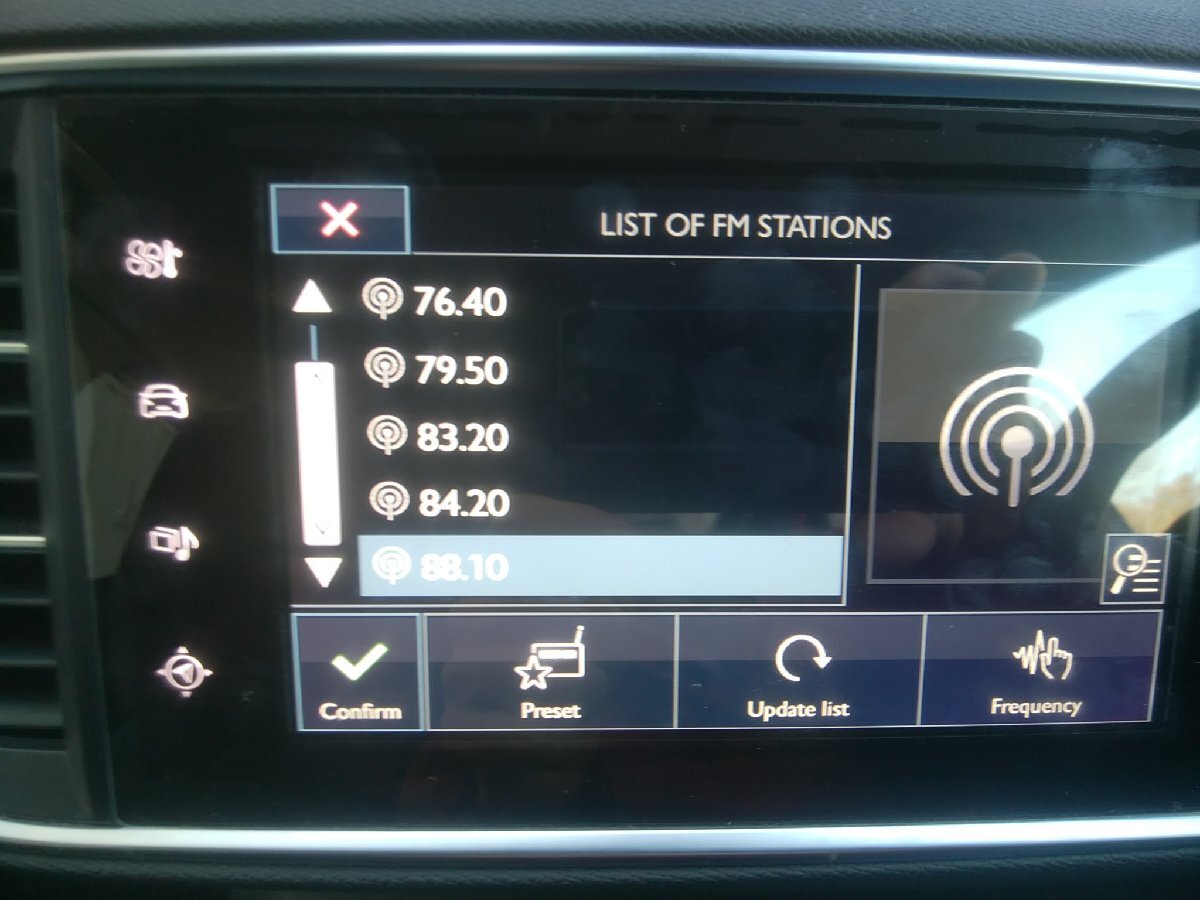 LIST OF FM STATIONS
76.40
79.50
83.20
84.20
88.10
Confirm
Preset
Update list
Frequency